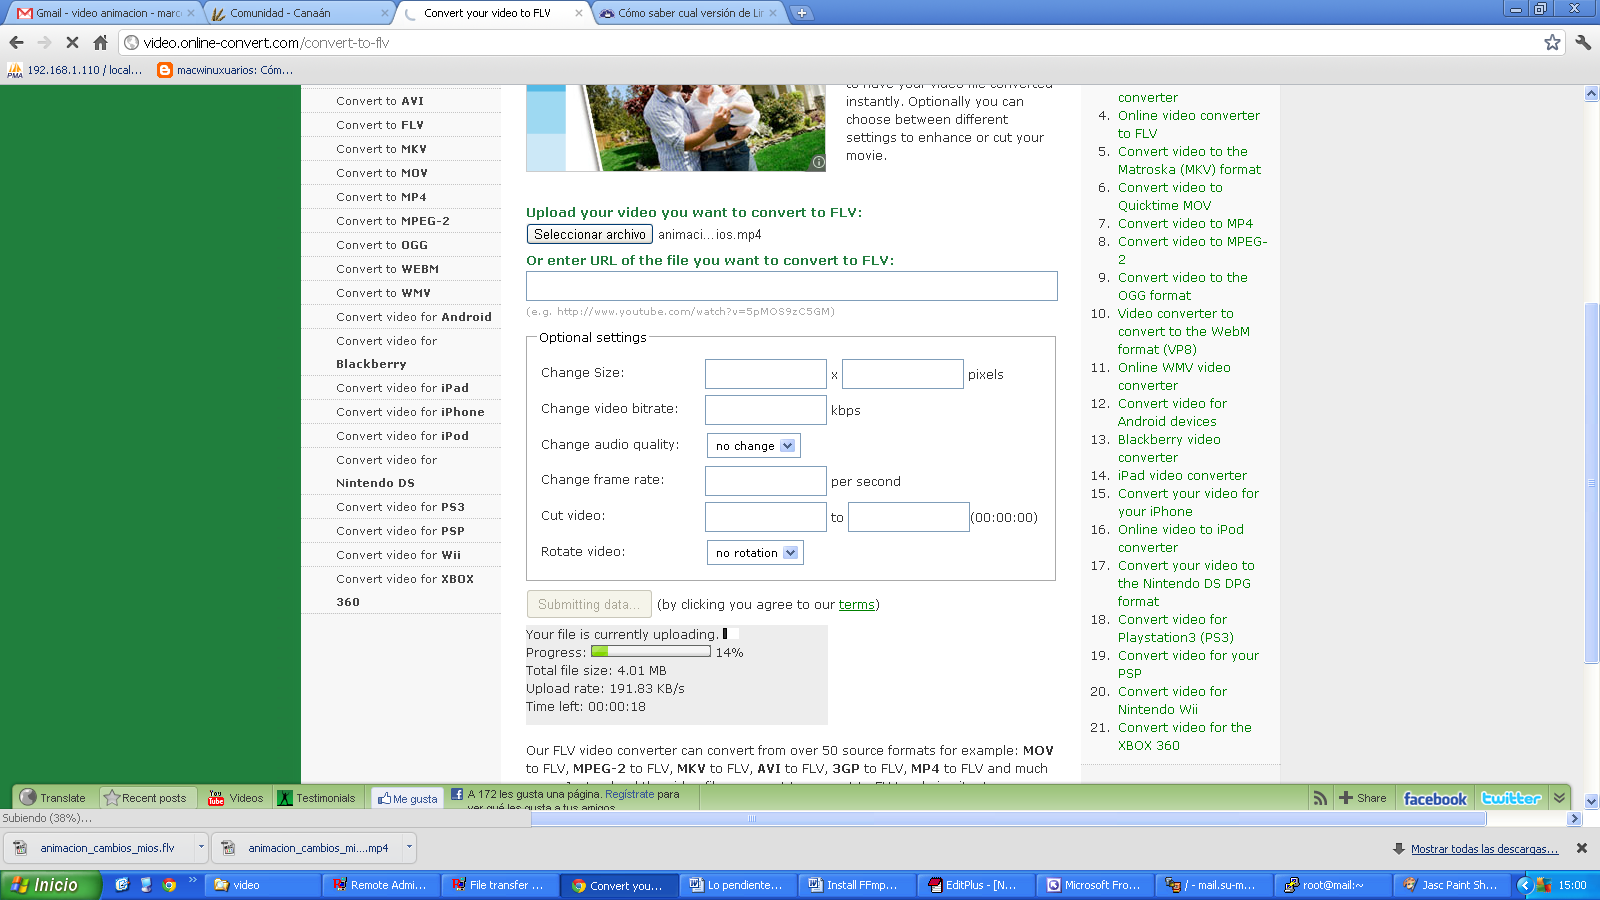 Gmail - video animacion - marc
Comunidad - Canaán
Convert your video to FLV
Cómo saber cual versión de Lin
video.online-convert.com/convert-to-flv
192.168.1.110 / local...
macwinuxuarios: Cóm...
Convert to AVI
Convert to FLV
Convert to MKV
Convert to MOV
Convert to MP4
Convert to MPEG-2
Convert to OGG
Convert to WEBM
Convert to WMV
Convert video for Android
Convert video for
Blackberry
Convert video for iPad
Convert video for iPhone
Convert video for iPod
Convert video for
Nintendo DS
Convert video for PS3
Convert video for PSP
Convert video for Wii
Convert video for XBOX
360
to have your video file converted
instantly. Optionally you can
choose between different
settings to enhance or cut your
movie.
Upload your video you want to convert to FLV:
Seleccionar archivo animaci...ios.mp4
Or enter URL of the file you want to convert to FLV:
(e.g. http://www.youtube.com/watch?v=5pMOS9zC5GM)
Optional settings
Change Size: x pixels
Change video bitrate: kbps
Change audio quality: no change
Change frame rate: per second
Cut video: to (00:00:00)
Rotate video: no rotation
Submitting data... (by clicking you agree to our terms)
Your file is currently uploading.
Progress: 14%
Total file size: 4.01 MB
Upload rate: 191.83 KB/s
Time left: 00:00:18
Our FLV video converter can convert from over 50 source formats for example: MOV
to FLV, MPEG-2 to FLV, MKV to FLV, AVI to FLV, 3GP to FLV, MP4 to FLV and much
converter
4. Online video converter
to FLV
5. Convert video to the
Matroska (MKV) format
6. Convert video to
Quicktime MOV
7. Convert video to MP4
8. Convert video to MPEG-
2
9. Convert video to the
OGG format
10. Video converter to
convert to the WebM
format (VP8)
11. Online WMV video
converter
12. Convert video for
Android devices
13. Blackberry video
converter
14. iPad video converter
15. Convert your video for
your iPhone
16. Online video to iPod
converter
17. Convert your video to
the Nintendo DS DPG
format
18. Convert video for
Playstation3 (PS3)
19. Convert video for your
PSP
20. Convert video for
Nintendo Wii
21. Convert video for the
XBOX 360
Translate
Recent posts
You Tube Videos
Testimonials
Me gusta
A 172 les gusta una página. Regístrate para
ver qué les gusta a tus amigos.
Share
facebook
twitter
Subiendo (38%)...
animacion_cambios_mios.flv
animacion_cambios_mi....mp4
Mostrar todas las descargas...
Inicio
video
Remote Admi...
File transfer ...
Convert you...
Lo pendiente...
Install FFmp...
EditPlus - [N...
Microsoft Fro...
/ - mail.su-m...
root@mail:~
Jasc Paint Sh...
15:00